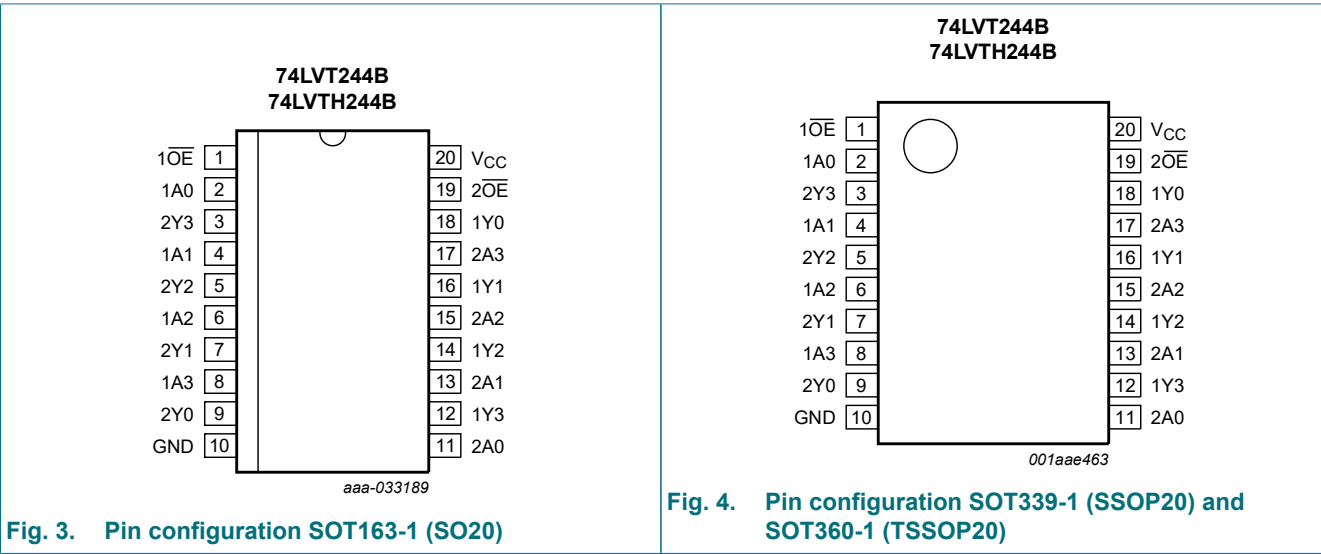 74LVT244B
74LVTH244B
1O̅E̅ 1
1A0 2
2Y3 3
1A1 4
2Y2 5
1A2 6
2Y1 7
1A3 8
2Y0 9
GND 10
20 VCC
19 2O̅E̅
18 1Y0
17 2A3
16 1Y1
15 2A2
14 1Y2
13 2A1
12 1Y3
11 2A0
aaa-033189
Fig. 3. Pin configuration SOT163-1 (SO20)
74LVT244B
74LVTH244B
1O̅E̅ 1
1A0 2
2Y3 3
1A1 4
2Y2 5
1A2 6
2Y1 7
1A3 8
2Y0 9
GND 10
20 VCC
19 2O̅E̅
18 1Y0
17 2A3
16 1Y1
15 2A2
14 1Y2
13 2A1
12 1Y3
11 2A0
001aae463
Fig. 4. Pin configuration SOT339-1 (SSOP20) and
SOT360-1 (TSSOP20)